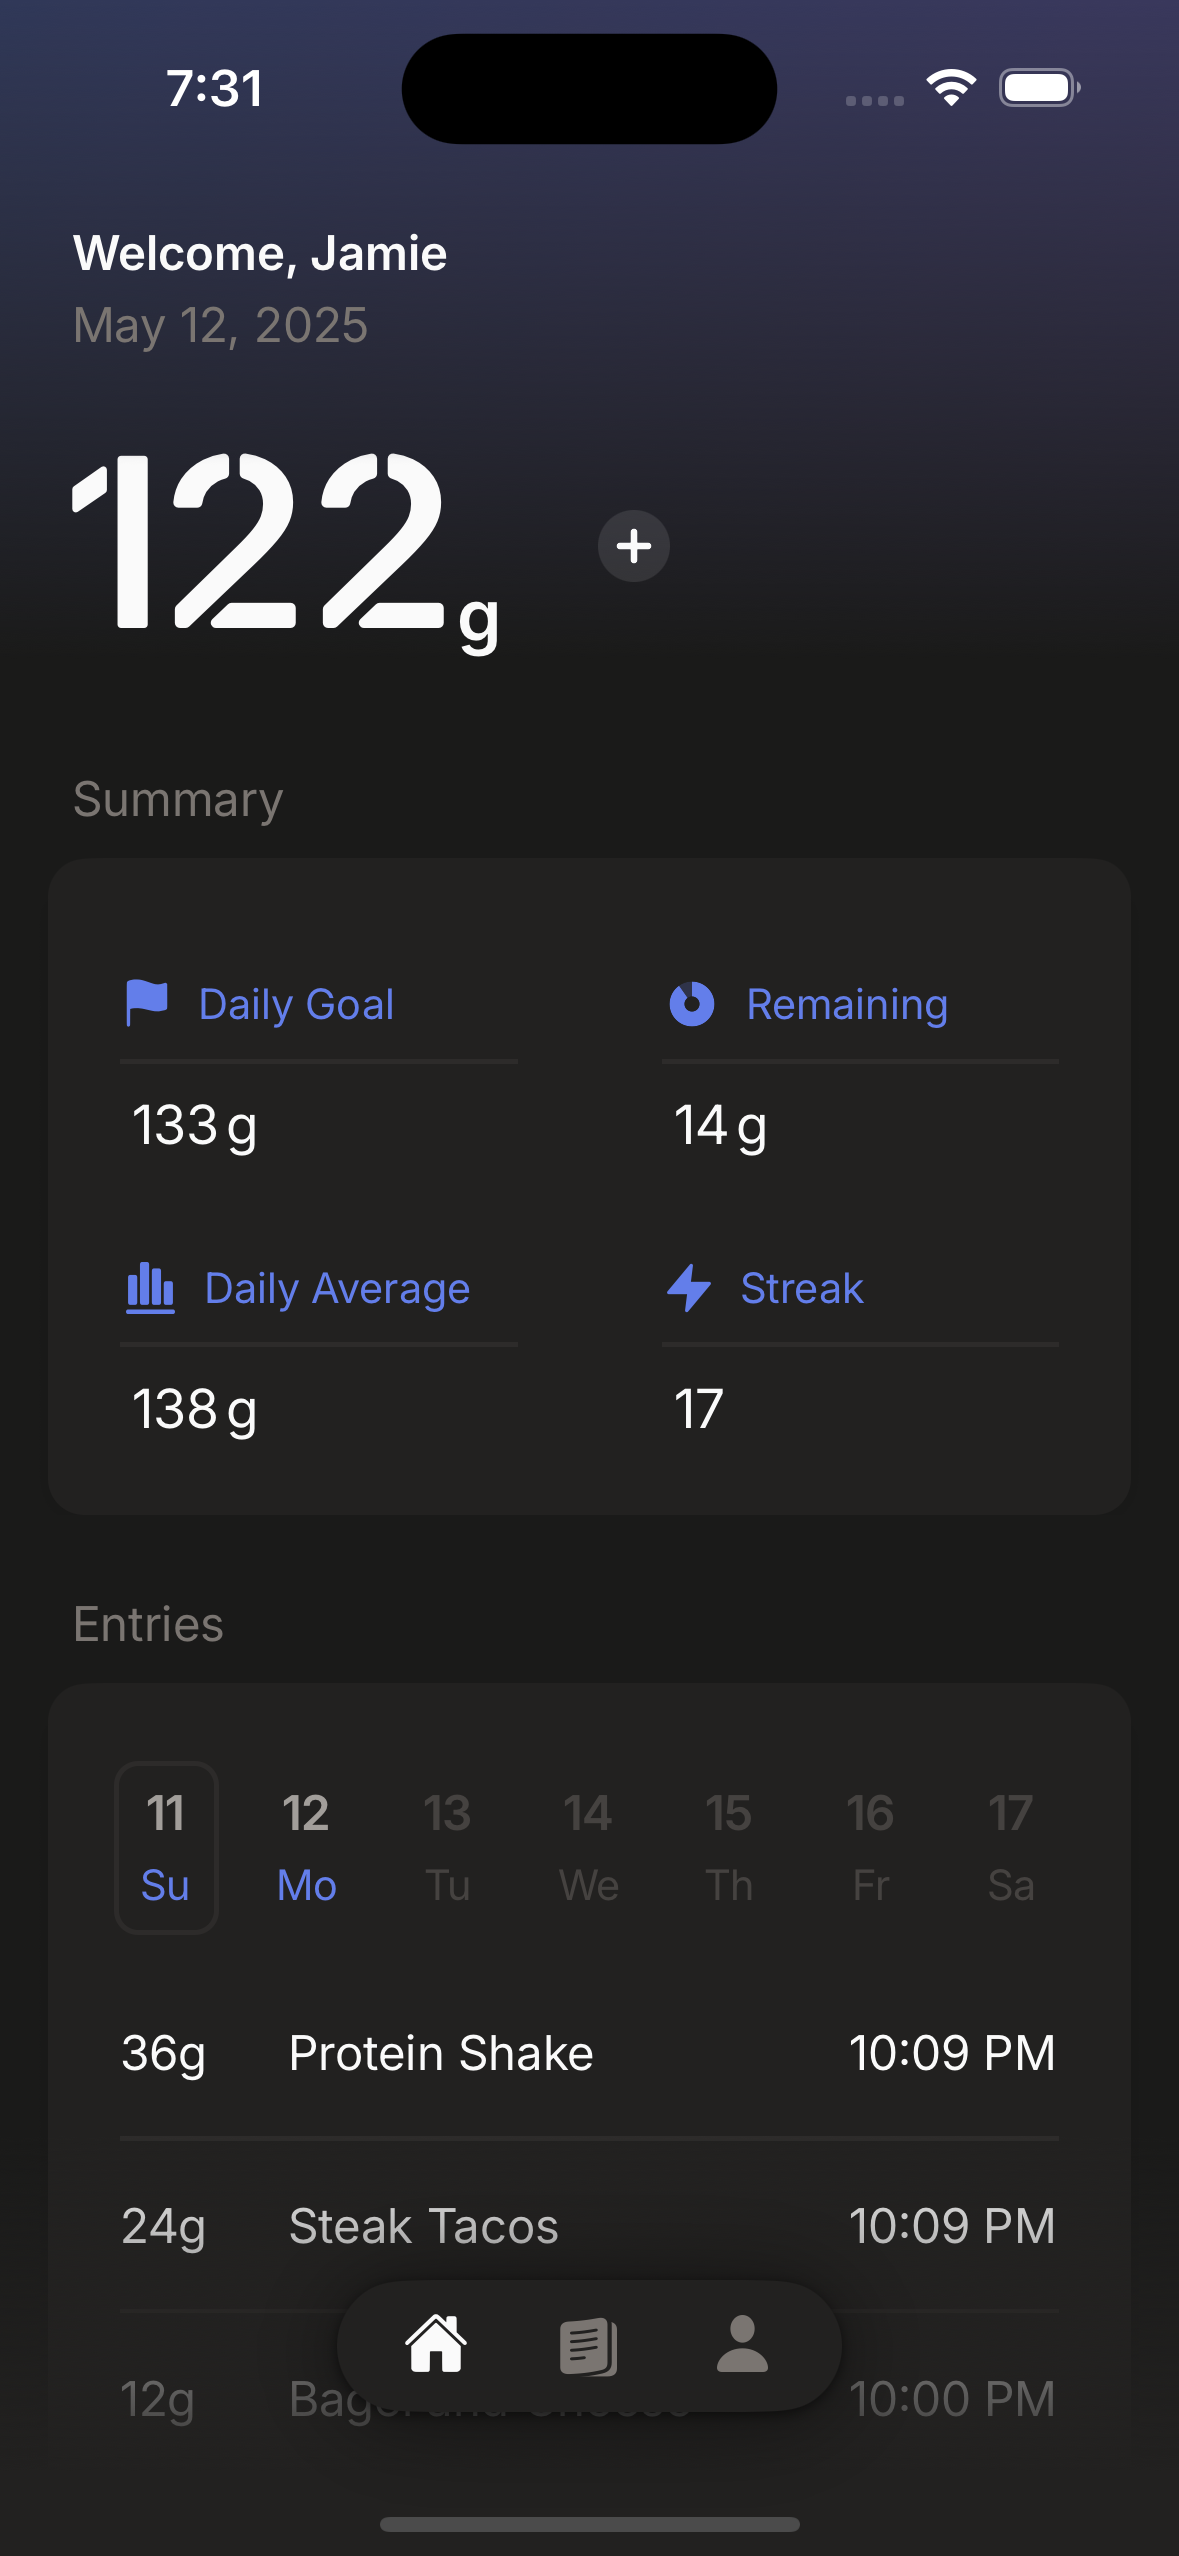 7:31
Welcome, Jamie
May 12, 2025
122g
Summary
Daily Goal
Remaining
133 g
14 g
Daily Average
Streak
138 g
17
Entries
11 12 13 14 15 16 17
Su Mo Tu We Th Fr Sa
36g Protein Shake 10:09 PM
24g Steak Tacos 10:09 PM
12g 10:00 PM